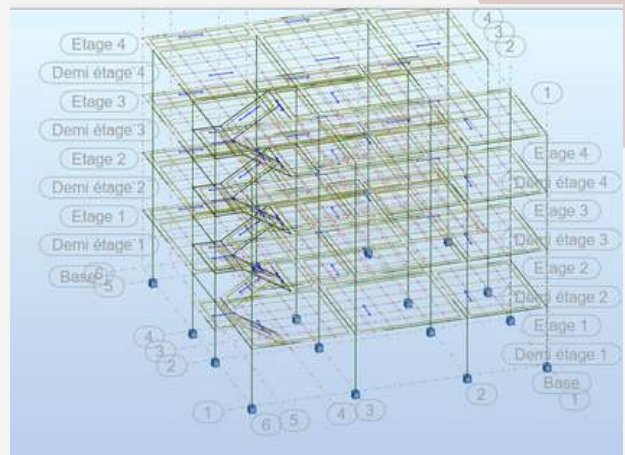 4
3
2
1
Etage 4
Demi étage 4
Etage 3
Demi étage 3
Etage 2
Demi étage 2
Etage 1
Demi étage 1
Base
6
5
Etage 4
Demi étage 4
Etage 3
Demi étage 3
Etage 2
Demi étage 2
Etage 1
Demi étage 1
Base
1
4
3
2
1
6
5
4
3
2